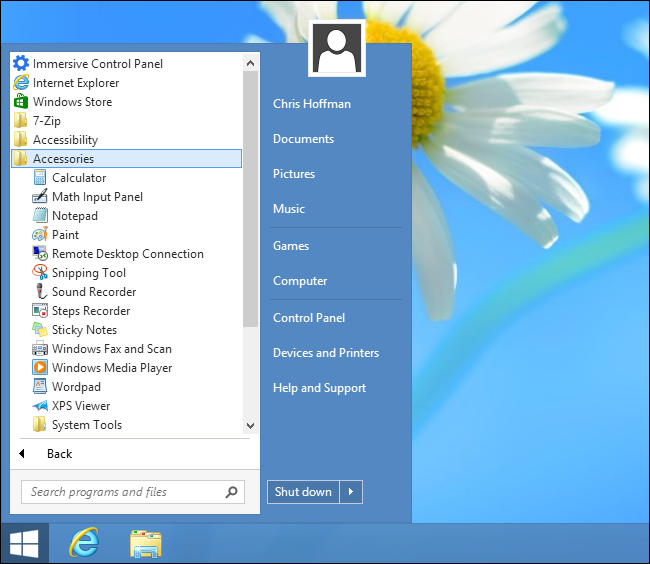 Immersive Control Panel
Internet Explorer
Windows Store
7-Zip
Accessibility
Accessories
Calculator
Math Input Panel
Notepad
Paint
Remote Desktop Connection
Snipping Tool
Sound Recorder
Steps Recorder
Sticky Notes
Windows Fax and Scan
Windows Media Player
Wordpad
XPS Viewer
System Tools
Back
Search programs and files
Chris Hoffman
Documents
Pictures
Music
Games
Computer
Control Panel
Devices and Printers
Help and Support
Shut down